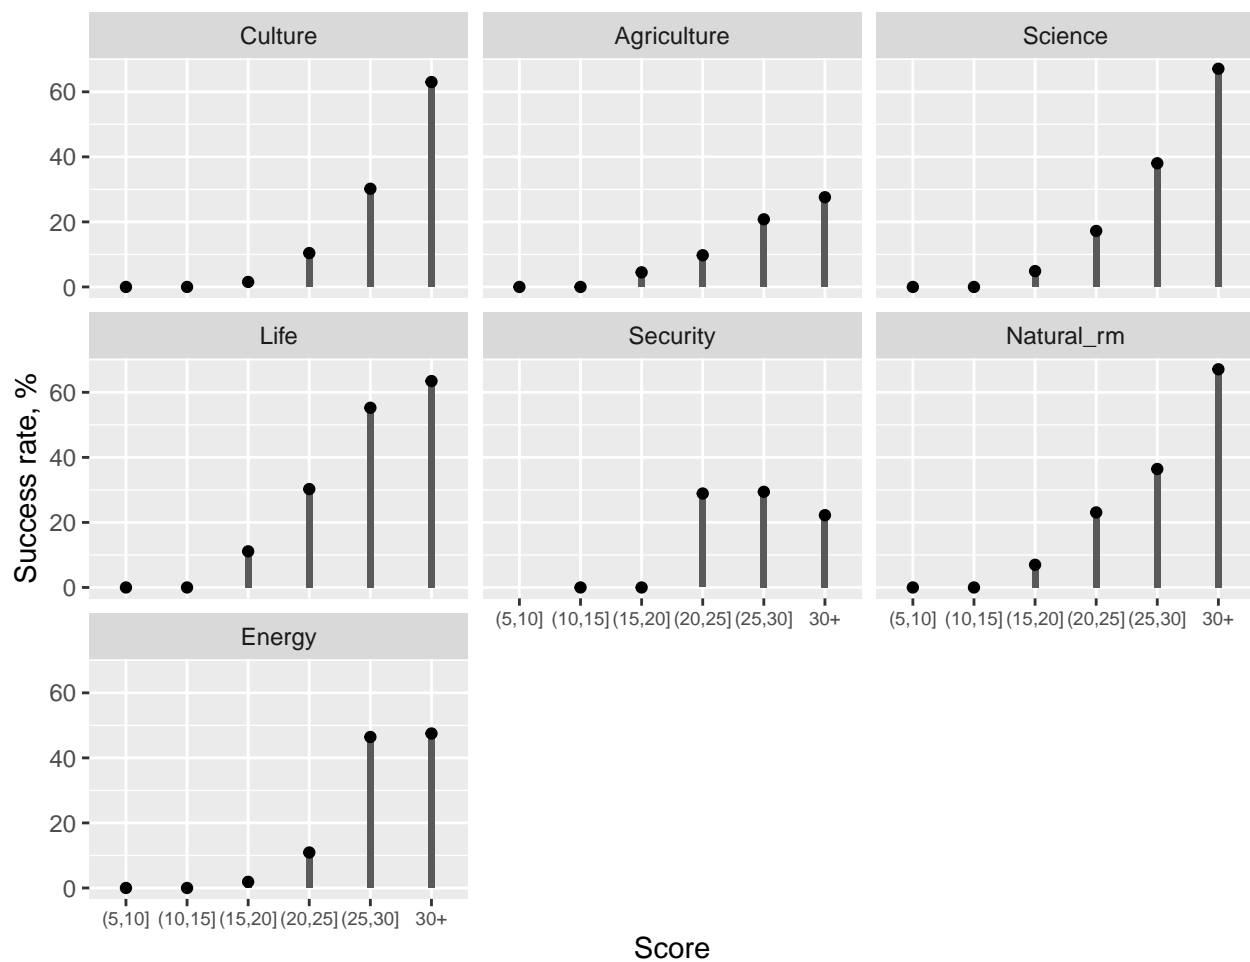 Culture
Agriculture
Science
60
40
20
0
Life
Security
Natural_rm
60
40
20
0
(5,10] (10,15] (15,20] (20,25] (25,30] 30+
(5,10] (10,15] (15,20] (20,25] (25,30] 30+
Energy
60
40
20
0
(5,10] (10,15] (15,20] (20,25] (25,30] 30+
Success rate, %
Score